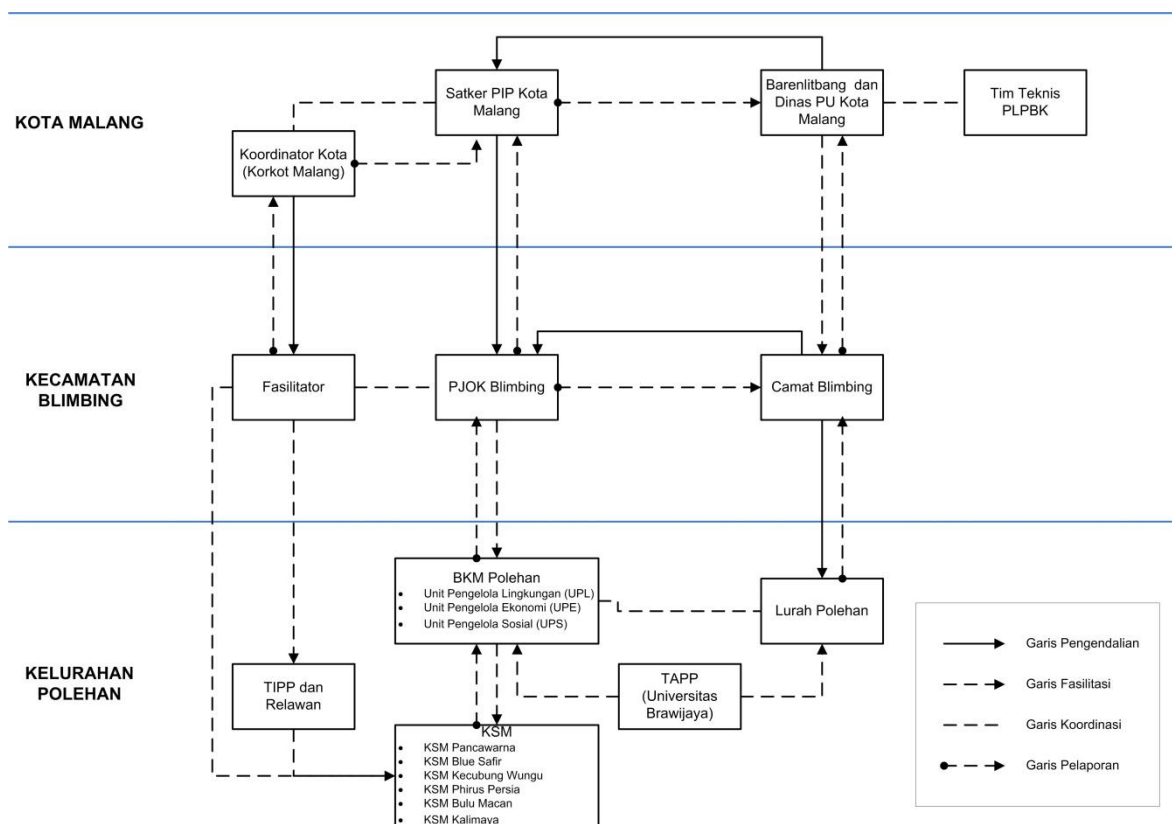 KOTA MALANG
Satker PIP Kota
Malang
Barenlitbang dan
Dinas PU Kota
Malang
Tim Teknis
PLPBK
Koordinator Kota
(Korkot Malang)
KECAMATAN
BLIMBING
Fasilitator
PJOK Blimbing
Camat Blimbing
KELURAHAN
POLEHAN
BKM Polehan
• Unit Pengelola Lingkungan (UPL)
• Unit Pengelola Ekonomi (UPE)
• Unit Pengelola Sosial (UPS)
Lurah Polehan
TIPP dan
Relawan
TAPP
(Universitas
Brawijaya)
KSM
• KSM Pancawarna
• KSM Blue Safir
• KSM Kecubung Wungu
• KSM Phirus Persia
• KSM Bulu Macan
• KSM Kalimaya
Garis Pengendalian
Garis Fasilitasi
Garis Koordinasi
Garis Pelaporan